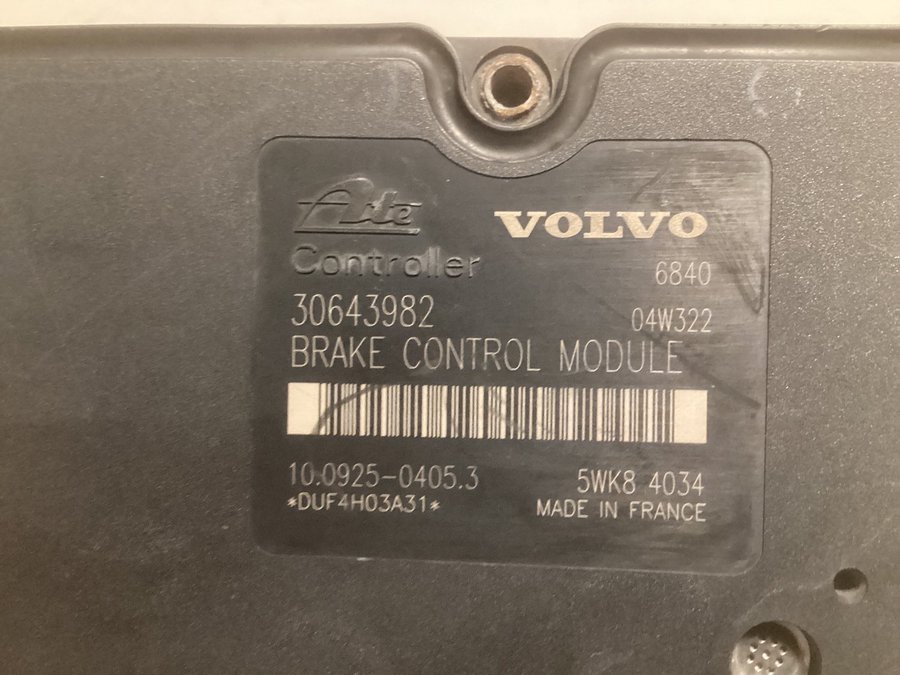 Ate VOLVO
Controller 6840
30643982 04W322
BRAKE CONTROL MODULE
10.0925-0405.3 5WK8 4034
*DUF4H03A31* MADE IN FRANCE